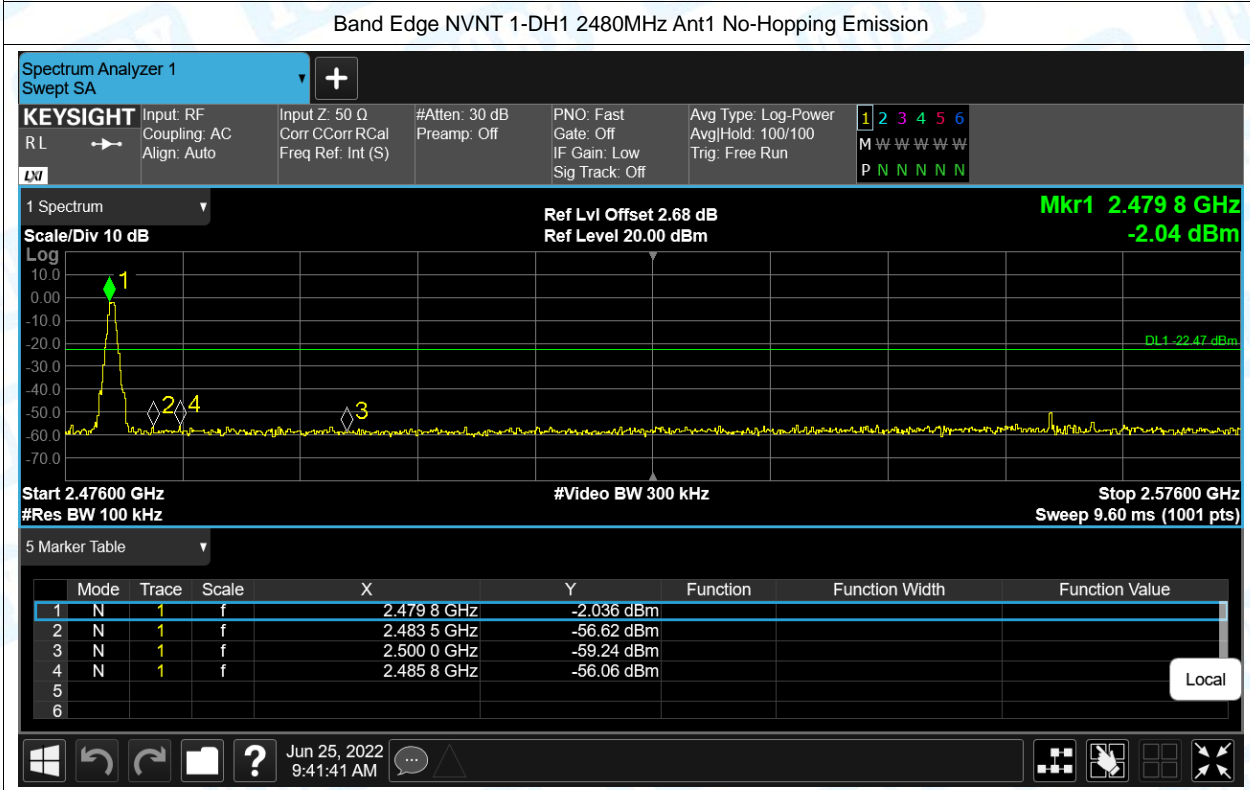 Band Edge NVNT 1-DH1 2480MHz Ant1 No-Hopping Emission
Spectrum Analyzer 1
Swept SA
KEYSIGHT
RL
LXI
Input: RF
Coupling: AC
Align: Auto
Input Z: 50 Ω
Corr CCorr RCal
Freq Ref: Int (S)
#Atten: 30 dB
Preamp: Off
PNO: Fast
Gate: Off
IF Gain: Low
Sig Track: Off
Avg Type: Log-Power
Avg|Hold: 100/100
Trig: Free Run
1 2 3 4 5 6
M W W W W W
P N N N N N
1 Spectrum
Scale/Div 10 dB
Ref Lvl Offset 2.68 dB
Ref Level 20.00 dBm
Mkr1 2.479 8 GHz
-2.04 dBm
Log
10.0
0.00
-10.0
-20.0
-30.0
-40.0
-50.0
-60.0
-70.0
1
2 4
3
DL1 -22.47 dBm
Start 2.47600 GHz
#Res BW 100 kHz
#Video BW 300 kHz
Stop 2.57600 GHz
Sweep 9.60 ms (1001 pts)
5 Marker Table
Mode Trace Scale X Y Function Function Width Function Value
1 N 1 f 2.479 8 GHz -2.036 dBm
2 N 1 f 2.483 5 GHz -56.62 dBm
3 N 1 f 2.500 0 GHz -59.24 dBm
4 N 1 f 2.485 8 GHz -56.06 dBm
5
6
Local
?
Jun 25, 2022
9:41:41 AM